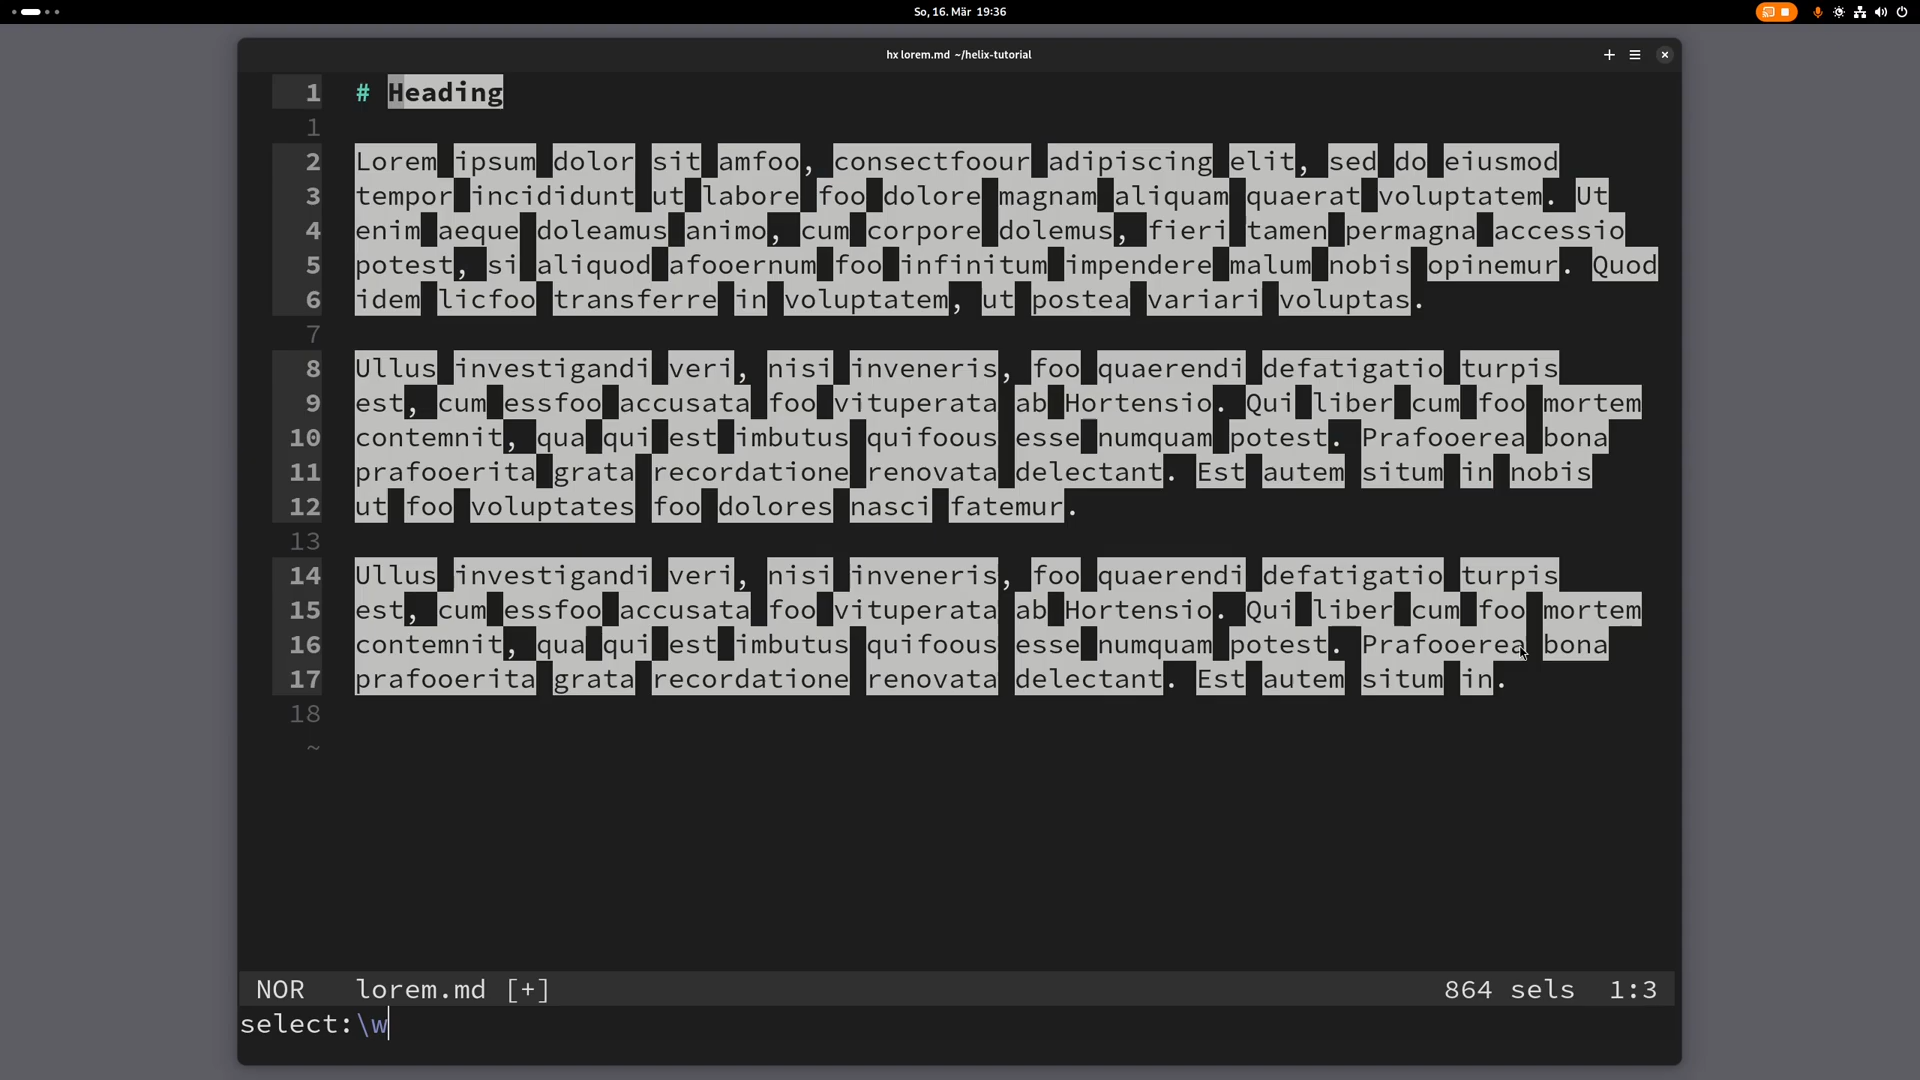 So, 16. Mär 19:36
hx lorem.md ~/helix-tutorial
1 # Heading
1
2 Lorem ipsum dolor sit amfoo, consectfoour adipiscing elit, sed do eiusmod
3 tempor incididunt ut labore foo dolore magnam aliquam quaerat voluptatem. Ut
4 enim aeque doleamus animo, cum corpore dolemus, fieri tamen permagna accessio
5 potest, si aliquod afooernum foo infinitum impendere malum nobis opinemur. Quod
6 idem licfoo transferre in voluptatem, ut postea variari voluptas.
7
8 Ullus investigandi veri, nisi inveneris, foo quaerendi defatigatio turpis
9 est, cum essfoo accusata foo vituperata ab Hortensio. Qui liber cum foo mortem
10 contemnit, qua qui est imbutus quifoous esse numquam potest. Prafooerea bona
11 prafooerita grata recordatione renovata delectant. Est autem situm in nobis
12 ut foo voluptates foo dolores nasci fatemur.
13
14 Ullus investigandi veri, nisi inveneris, foo quaerendi defatigatio turpis
15 est, cum essfoo accusata foo vituperata ab Hortensio. Qui liber cum foo mortem
16 contemnit, qua qui est imbutus quifoous esse numquam potest. Prafooerea bona
17 prafooerita grata recordatione renovata delectant. Est autem situm in.
18
~
NOR lorem.md [+] 864 sels 1:3
select:\w